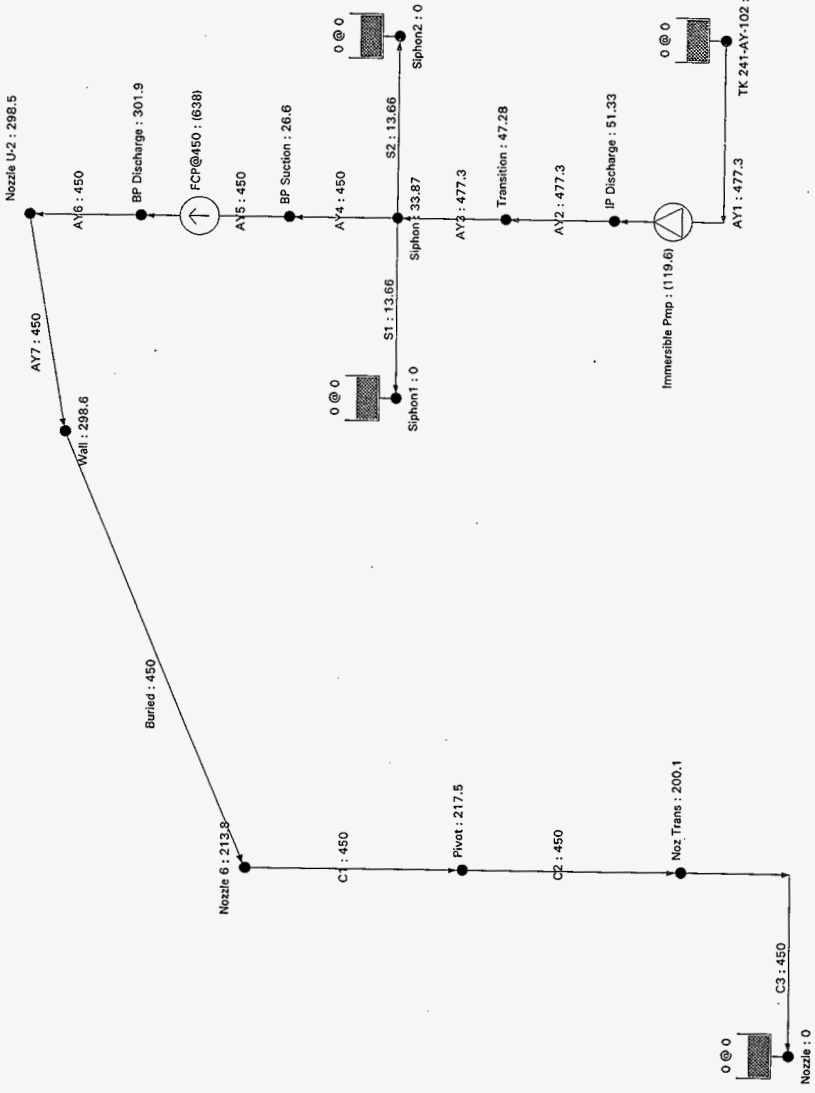 Nozzle U-2 : 298.5
AY6 : 450
BP Discharge : 301.9
FCP@450 : (638)
AY5 : 450
BP Suction : 26.6
AY4 : 450
0 @ 0
Siphon2 : 0
S2 : 13.66
Siphon : 33.87
S1 : 13.66
0 @ 0
Siphon1 : 0
AY3 : 477.3
Transition : 47.28
AY2 : 477.3
IP Discharge : 51.33
Immersible Pmp : (119.6)
AY1 : 477.3
0 @ 0
TK 241-AY-102 :
AY7 : 450
Wall : 298.6
Buried : 450
Nozzle 6 : 213.8
C1 : 450
Pivot : 217.5
C2 : 450
Noz Trans : 200.1
C3 : 450
0 @ 0
Nozzle : 0